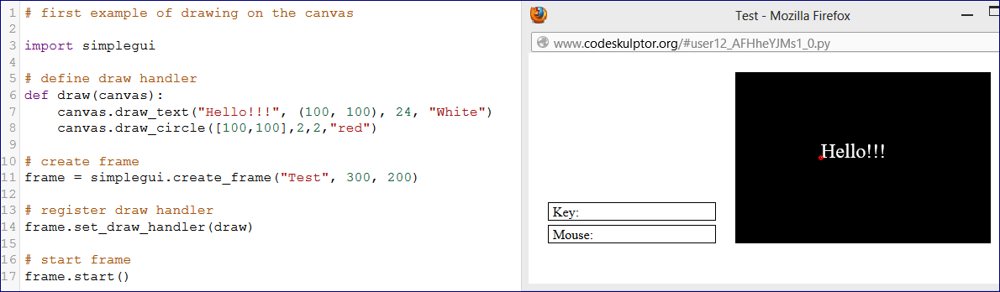 1 # first example of drawing on the canvas
2
3 import simplegui
4
5 # define draw handler
6 def draw(canvas):
7     canvas.draw_text("Hello!!!", (100, 100), 24, "White")
8     canvas.draw_circle([100,100],2,2,"red")
9
10 # create frame
11 frame = simplegui.create_frame("Test", 300, 200)
12
13 # register draw handler
14 frame.set_draw_handler(draw)
15
16 # start frame
17 frame.start()
Test - Mozilla Firefox
www.codeskulptor.org/#user12_AFHheYJMs1_0.py
Hello!!!
Key:
Mouse: